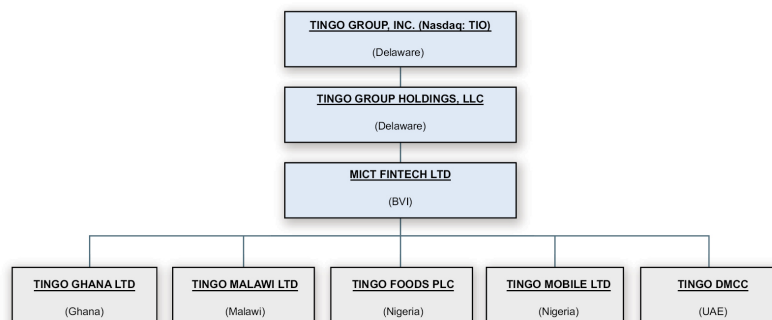 TINGO GROUP, INC. (Nasdaq: TIO)
(Delaware)
TINGO GROUP HOLDINGS, LLC
(Delaware)
MICT FINTECH LTD
(BVI)
TINGO GHANA LTD
(Ghana)
TINGO MALAWI LTD
(Malawi)
TINGO FOODS PLC
(Nigeria)
TINGO MOBILE LTD
(Nigeria)
TINGO DMCC
(UAE)